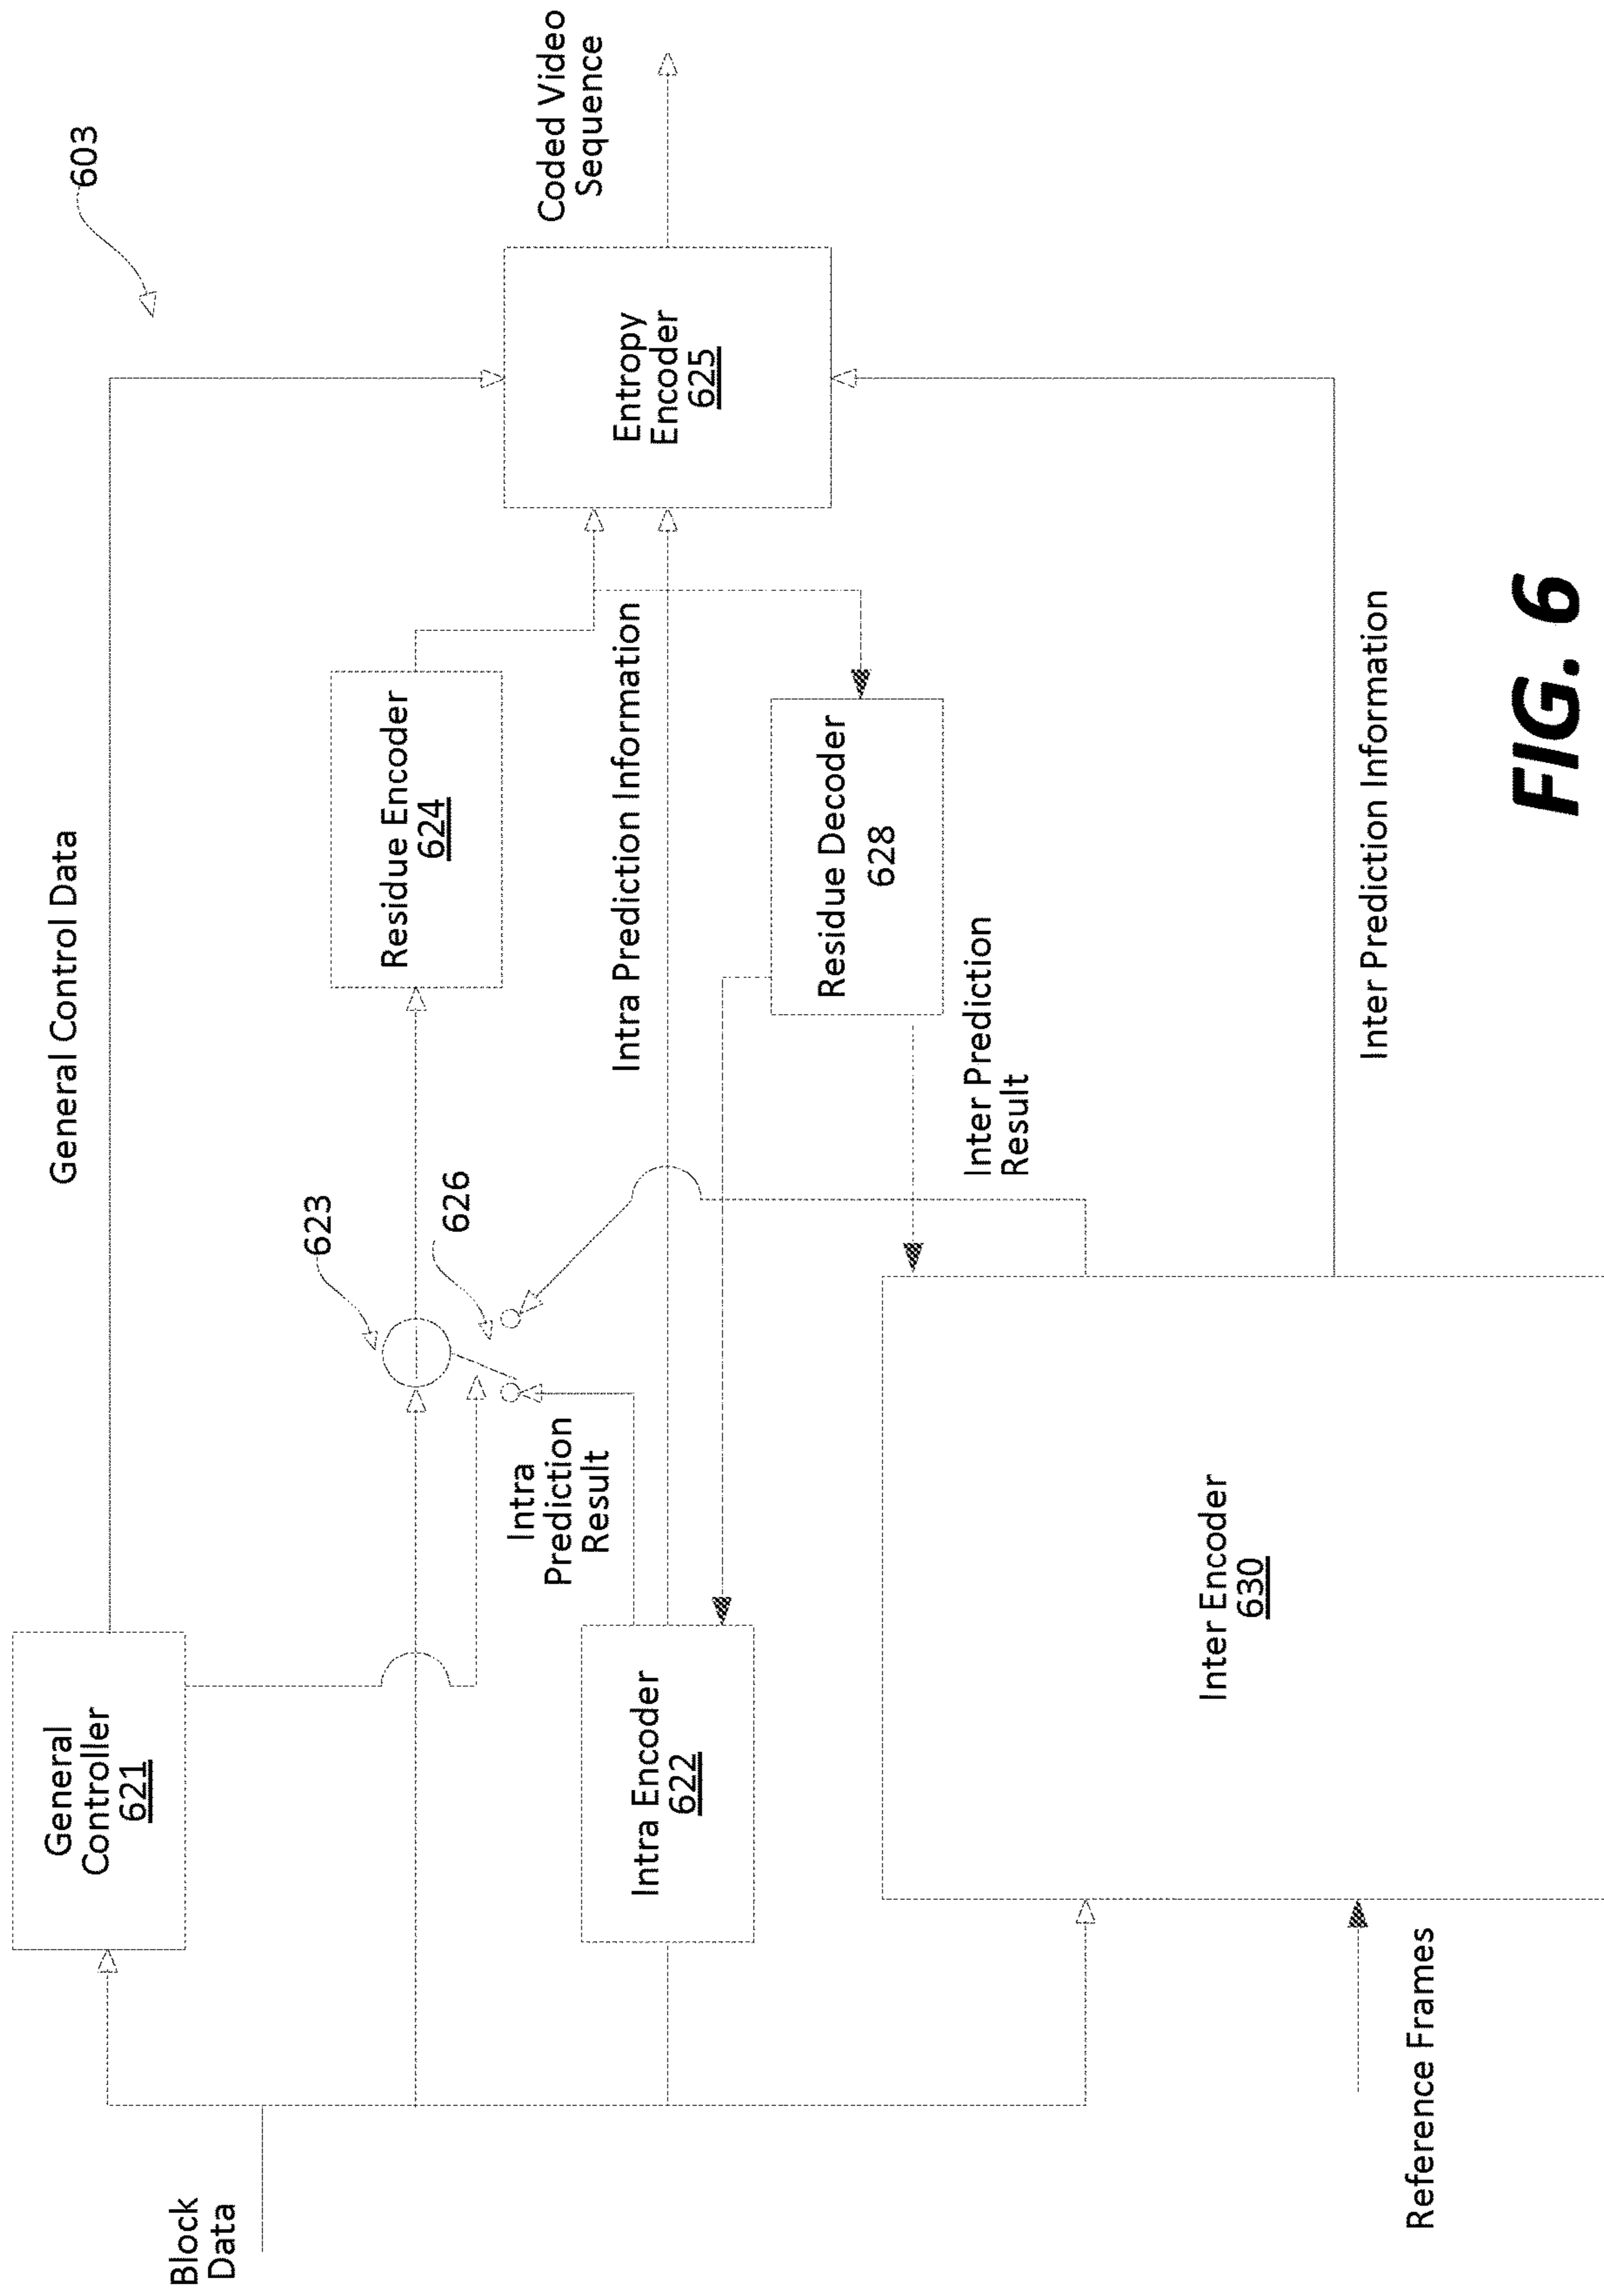 603
General Control Data
General
Controller
621
Block
Data
623
626
Residue Encoder
624
Coded Video
Sequence
Entropy
Encoder
625
Intra
Prediction
Result
Intra Prediction Information
Intra Encoder
622
Residue Decoder
628
Inter Prediction
Result
Inter Encoder
630
Inter Prediction Information
Reference Frames
FIG. 6